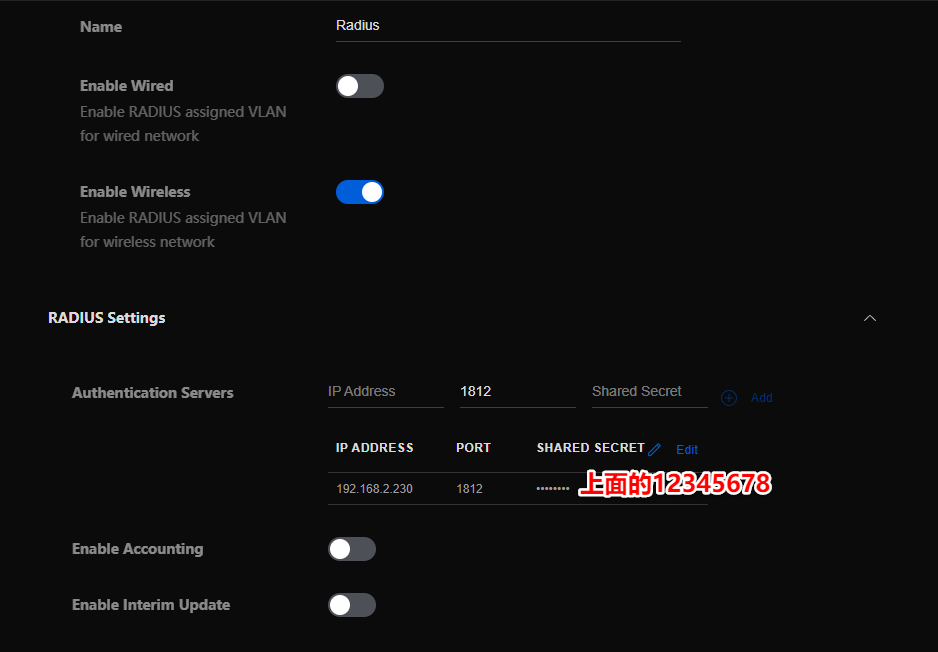 Name Radius
Enable Wired
Enable RADIUS assigned VLAN
for wired network
Enable Wireless
Enable RADIUS assigned VLAN
for wireless network
RADIUS Settings
Authentication Servers IP Address 1812 Shared Secret Add
IP ADDRESS PORT SHARED SECRET Edit
192.168.2.230 1812 •••••••• 上面的12345678
Enable Accounting
Enable Interim Update